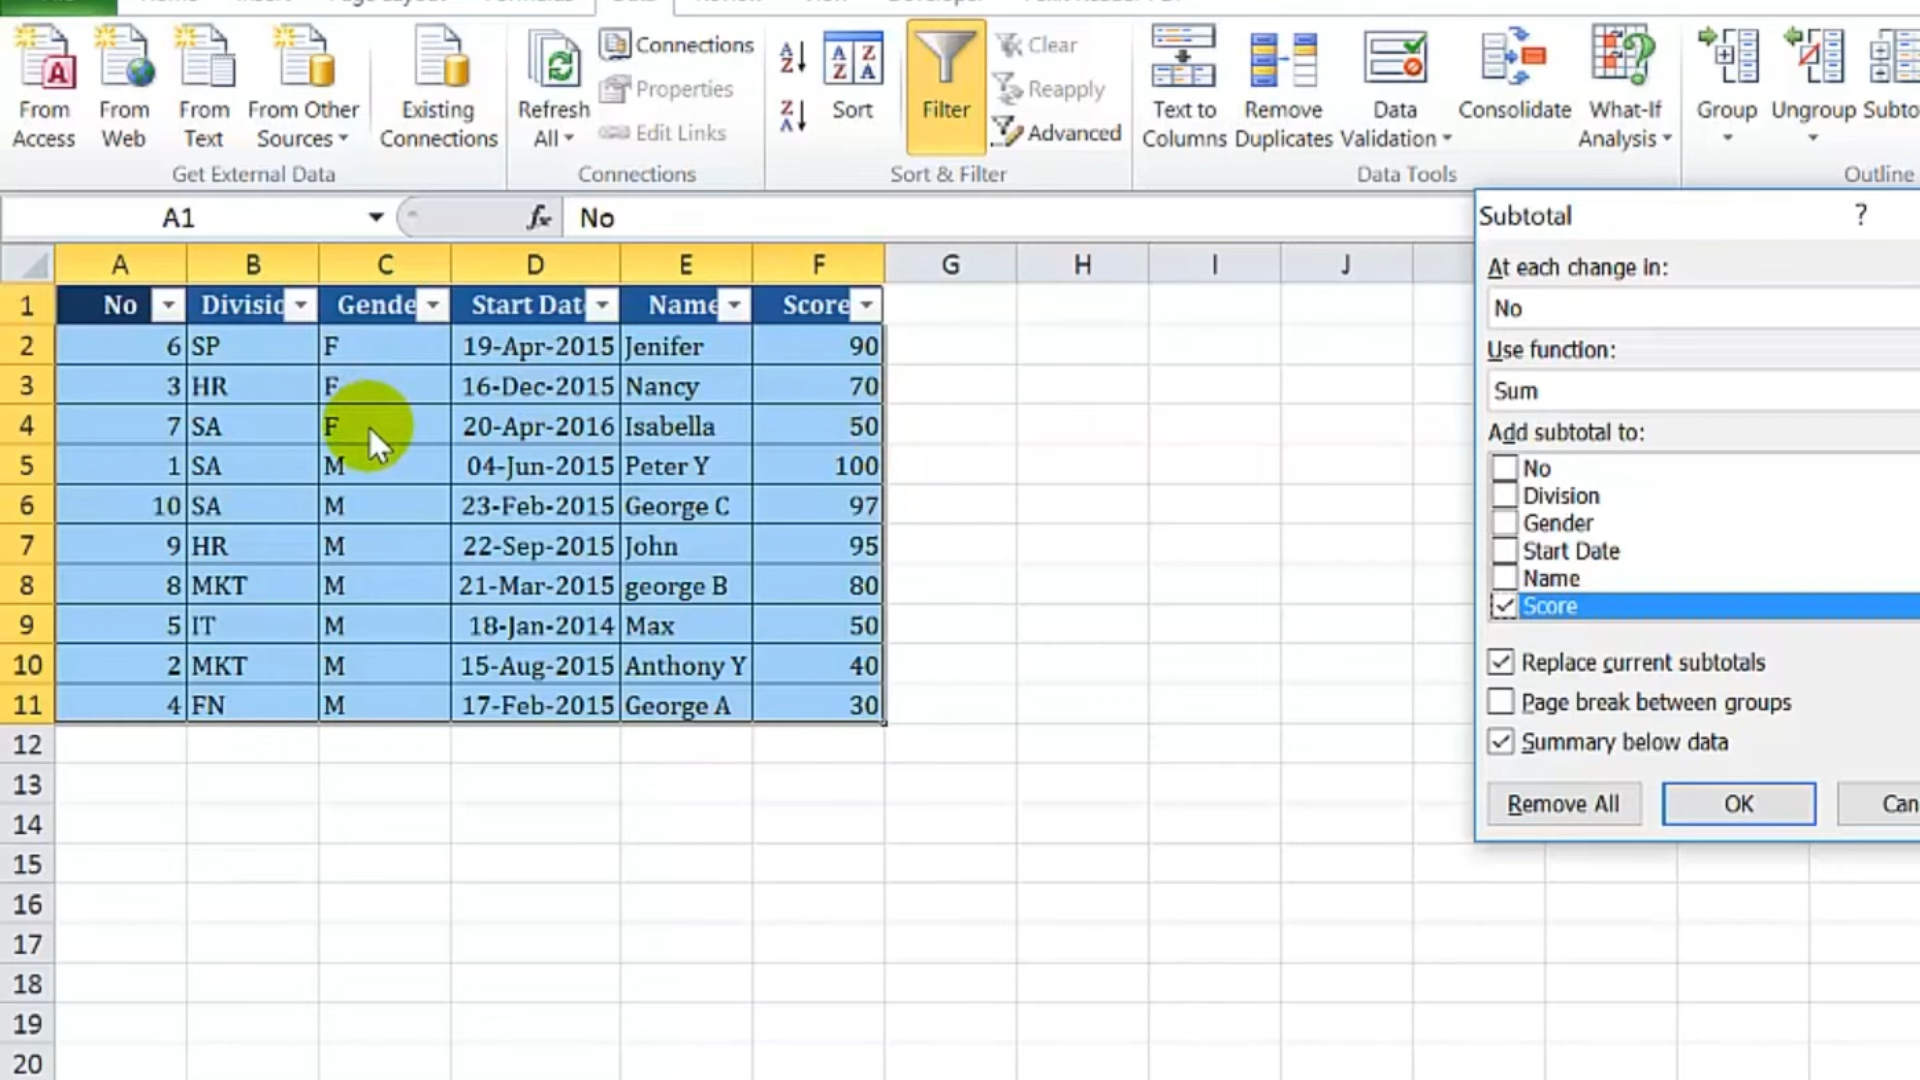 From Access
From Web
From Text
From Other Sources
Existing Connections
Refresh All
Connections
Properties
Edit Links
Sort
Filter
Clear
Reapply
Advanced
Text to Columns
Remove Duplicates
Data Validation
Consolidate
What-If Analysis
Group
Ungroup
Subto
Get External Data
Connections
Sort & Filter
Data Tools
Outline
A1
fx
No
A B C D E F G H I J
1 No Divisio Gende Start Dat Name Score
2 6 SP F 19-Apr-2015 Jenifer 90
3 3 HR F 16-Dec-2015 Nancy 70
4 7 SA F 20-Apr-2016 Isabella 50
5 1 SA M 04-Jun-2015 Peter Y 100
6 10 SA M 23-Feb-2015 George C 97
7 9 HR M 22-Sep-2015 John 95
8 8 MKT M 21-Mar-2015 george B 80
9 5 IT M 18-Jan-2014 Max 50
10 2 MKT M 15-Aug-2015 Anthony Y 40
11 4 FN M 17-Feb-2015 George A 30
12
13
14
15
16
17
18
19
20
Subtotal ?
At each change in:
No
Use function:
Sum
Add subtotal to:
No
Division
Gender
Start Date
Name
Score
Replace current subtotals
Page break between groups
Summary below data
Remove All
OK
Can